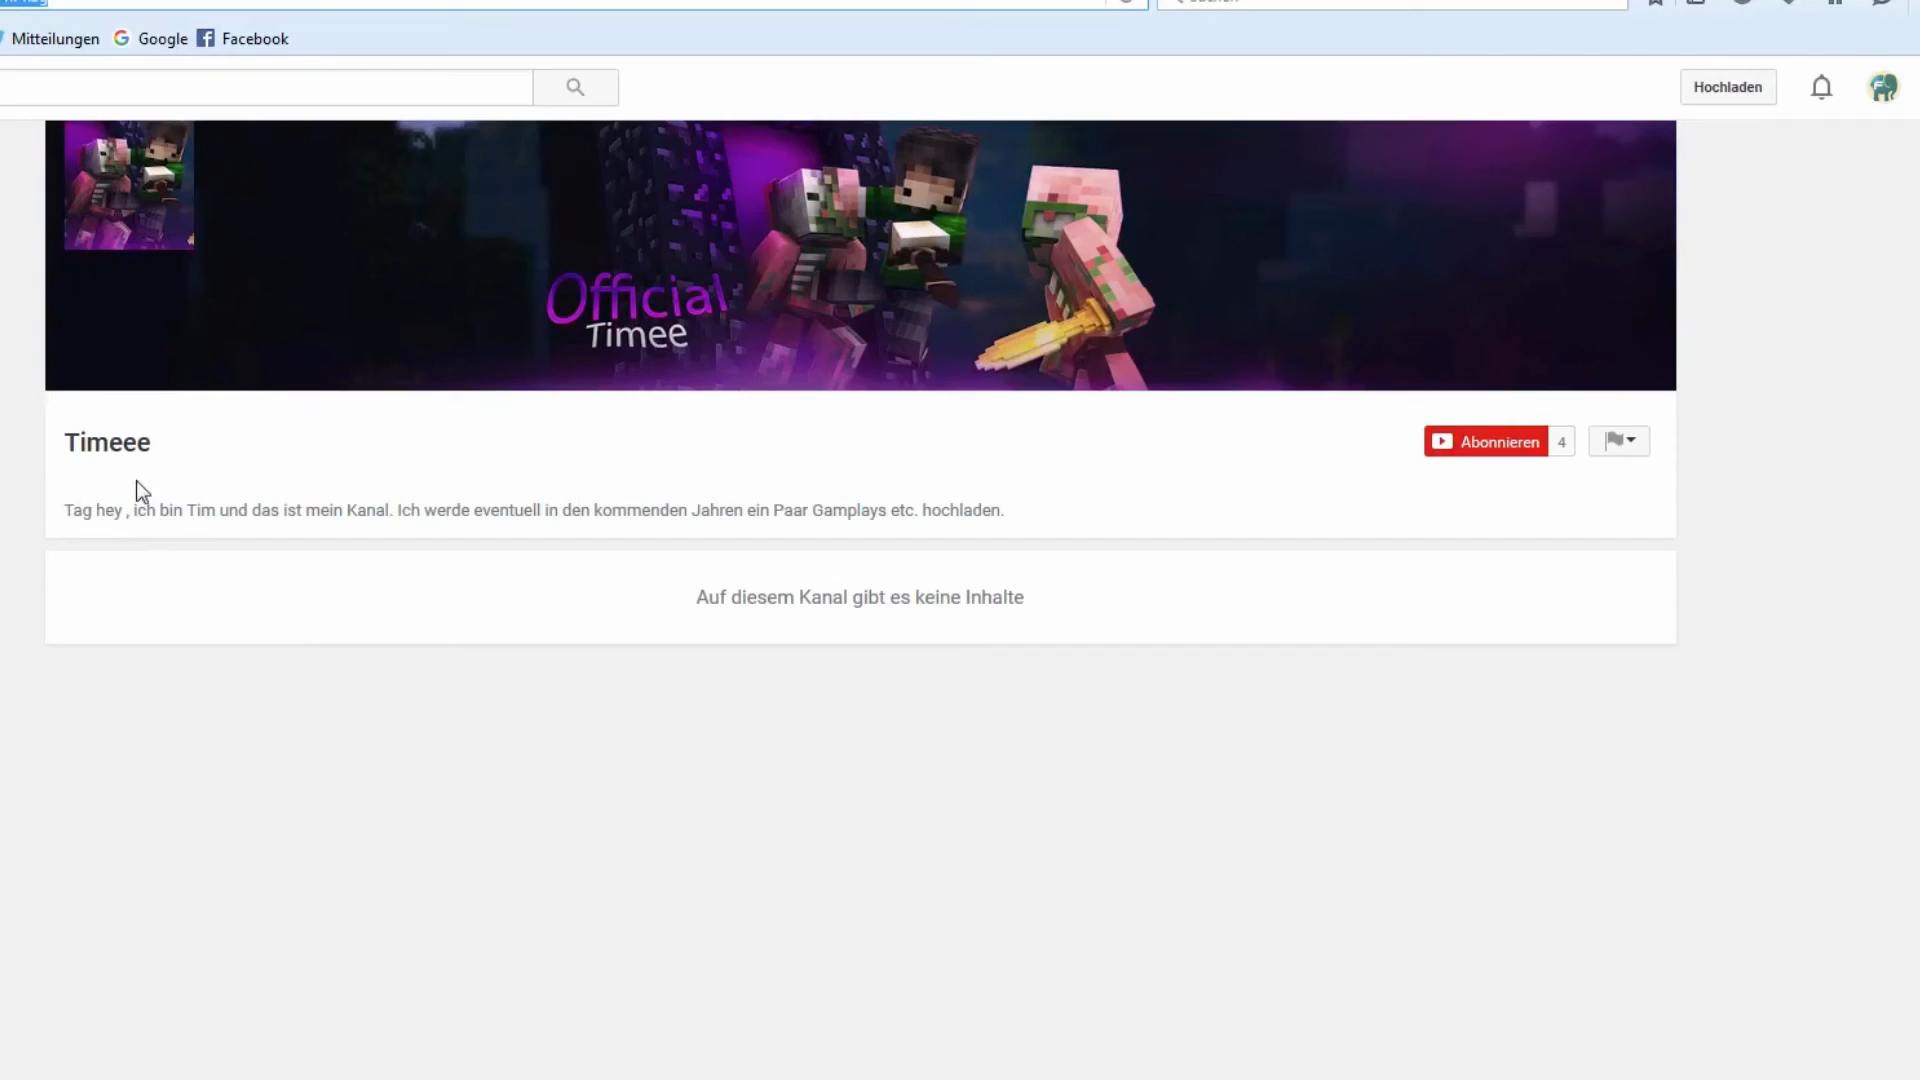 Mitteilungen Google Facebook
Hochladen
Official
Timee
Timeee
Abonnieren 4
Tag hey , ich bin Tim und das ist mein Kanal. Ich werde eventuell in den kommenden Jahren ein Paar Gamplays etc. hochladen.
Auf diesem Kanal gibt es keine Inhalte